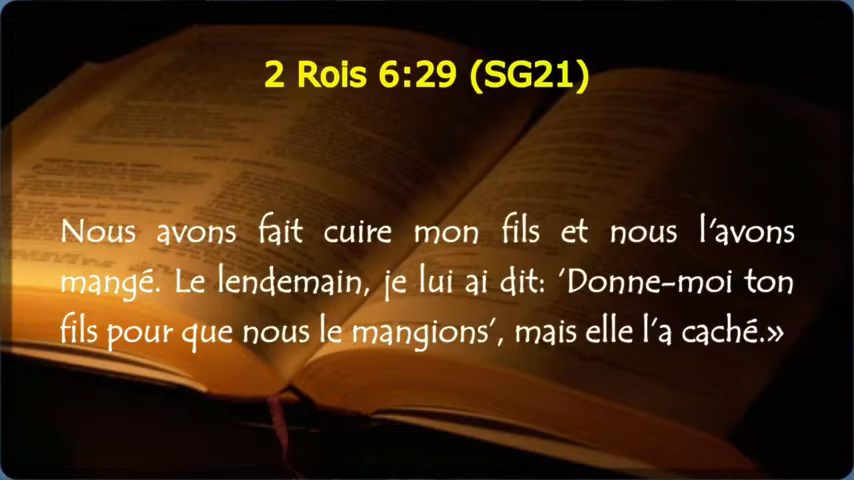 2 Rois 6:29 (SG21)
Nous avons fait cuire mon fils et nous l'avons
mangé. Le lendemain, je lui ai dit: 'Donne-moi ton
fils pour que nous le mangions', mais elle l'a caché.»